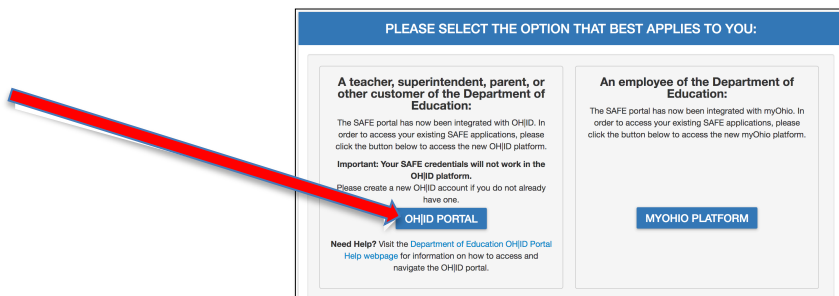 PLEASE SELECT THE OPTION THAT BEST APPLIES TO YOU:
A teacher, superintendent, parent, or
other customer of the Department of
Education:
The SAFE portal has now been integrated with OH|ID. In
order to access your existing SAFE applications, please
click the button below to access the new OH|ID platform.
Important: Your SAFE credentials will not work in the
OH|ID platform.
Please create a new OH|ID account if you do not already
have one.
OH|ID PORTAL
Need Help? Visit the Department of Education OH|ID Portal
Help webpage for information on how to access and
navigate the OH|ID portal.
An employee of the Department of
Education:
The SAFE portal has now been integrated with myOhio. In
order to access your existing SAFE applications, please
click the button below to access the new myOhio platform.
MYOHIO PLATFORM